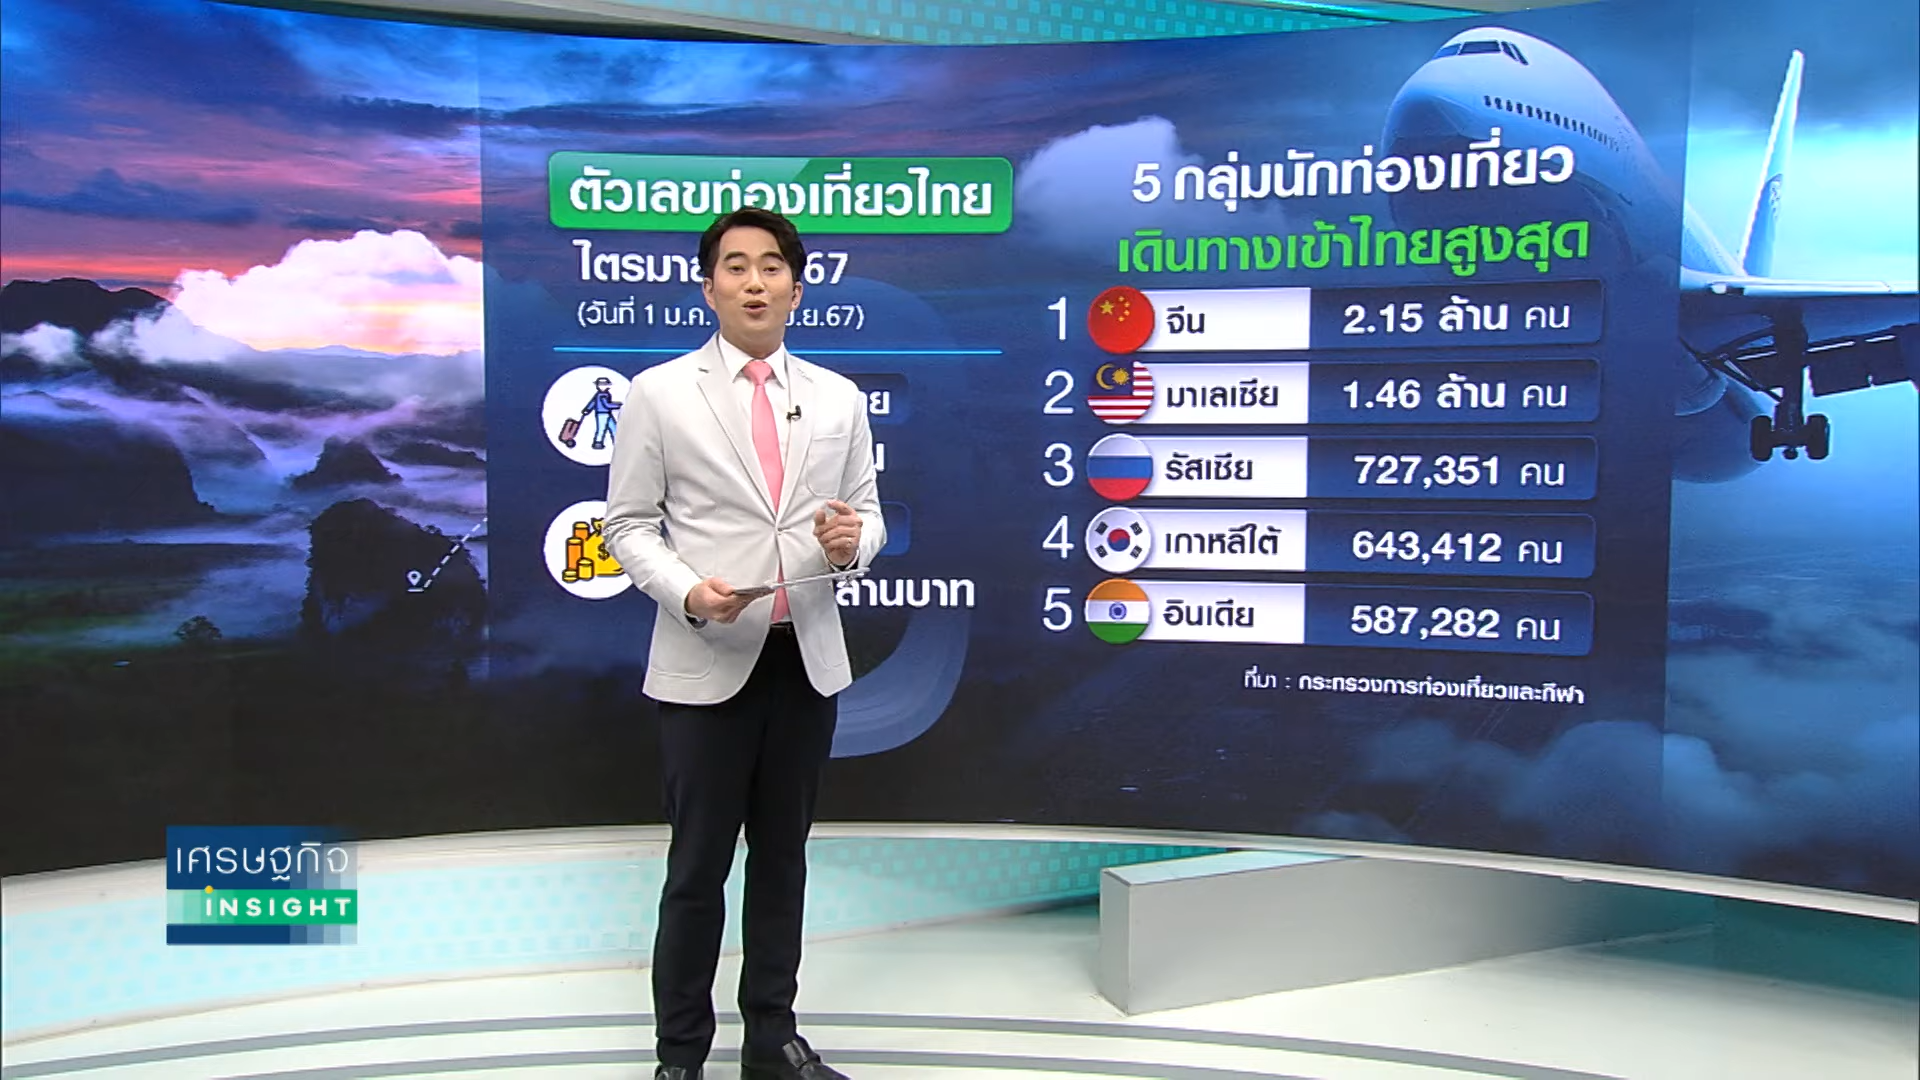 ตัวเลขท่องเที่ยวไทย
67
(วันที่ 1 ม.ค.
.ย.67)
ล้านบาท
5 กลุ่มนักท่องเที่ยว
เดินทางเข้าไทยสูงสุด
1 จีน 2.15 ล้าน คน
2 มาเลเซีย 1.46 ล้าน คน
3 รัสเซีย 727,351 คน
4 เกาหลีใต้ 643,412 คน
5 อินเดีย 587,282 คน
ที่มา : กระทรวงการท่องเที่ยวและกีฬา
เศรษฐกิจ
INSIGHT